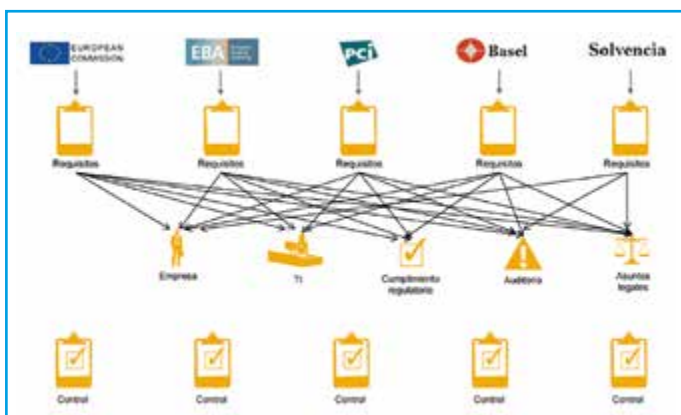 EUROPEAN
COMMISSION
EBA
PCi
Basel
Solvencia
Requisitos
Requisitos
Requisitos
Requisitos
Requisitos
Empresa
TI
Cumplimiento
regulatorio
Auditoría
Asuntos
legales
Control
Control
Control
Control
Control